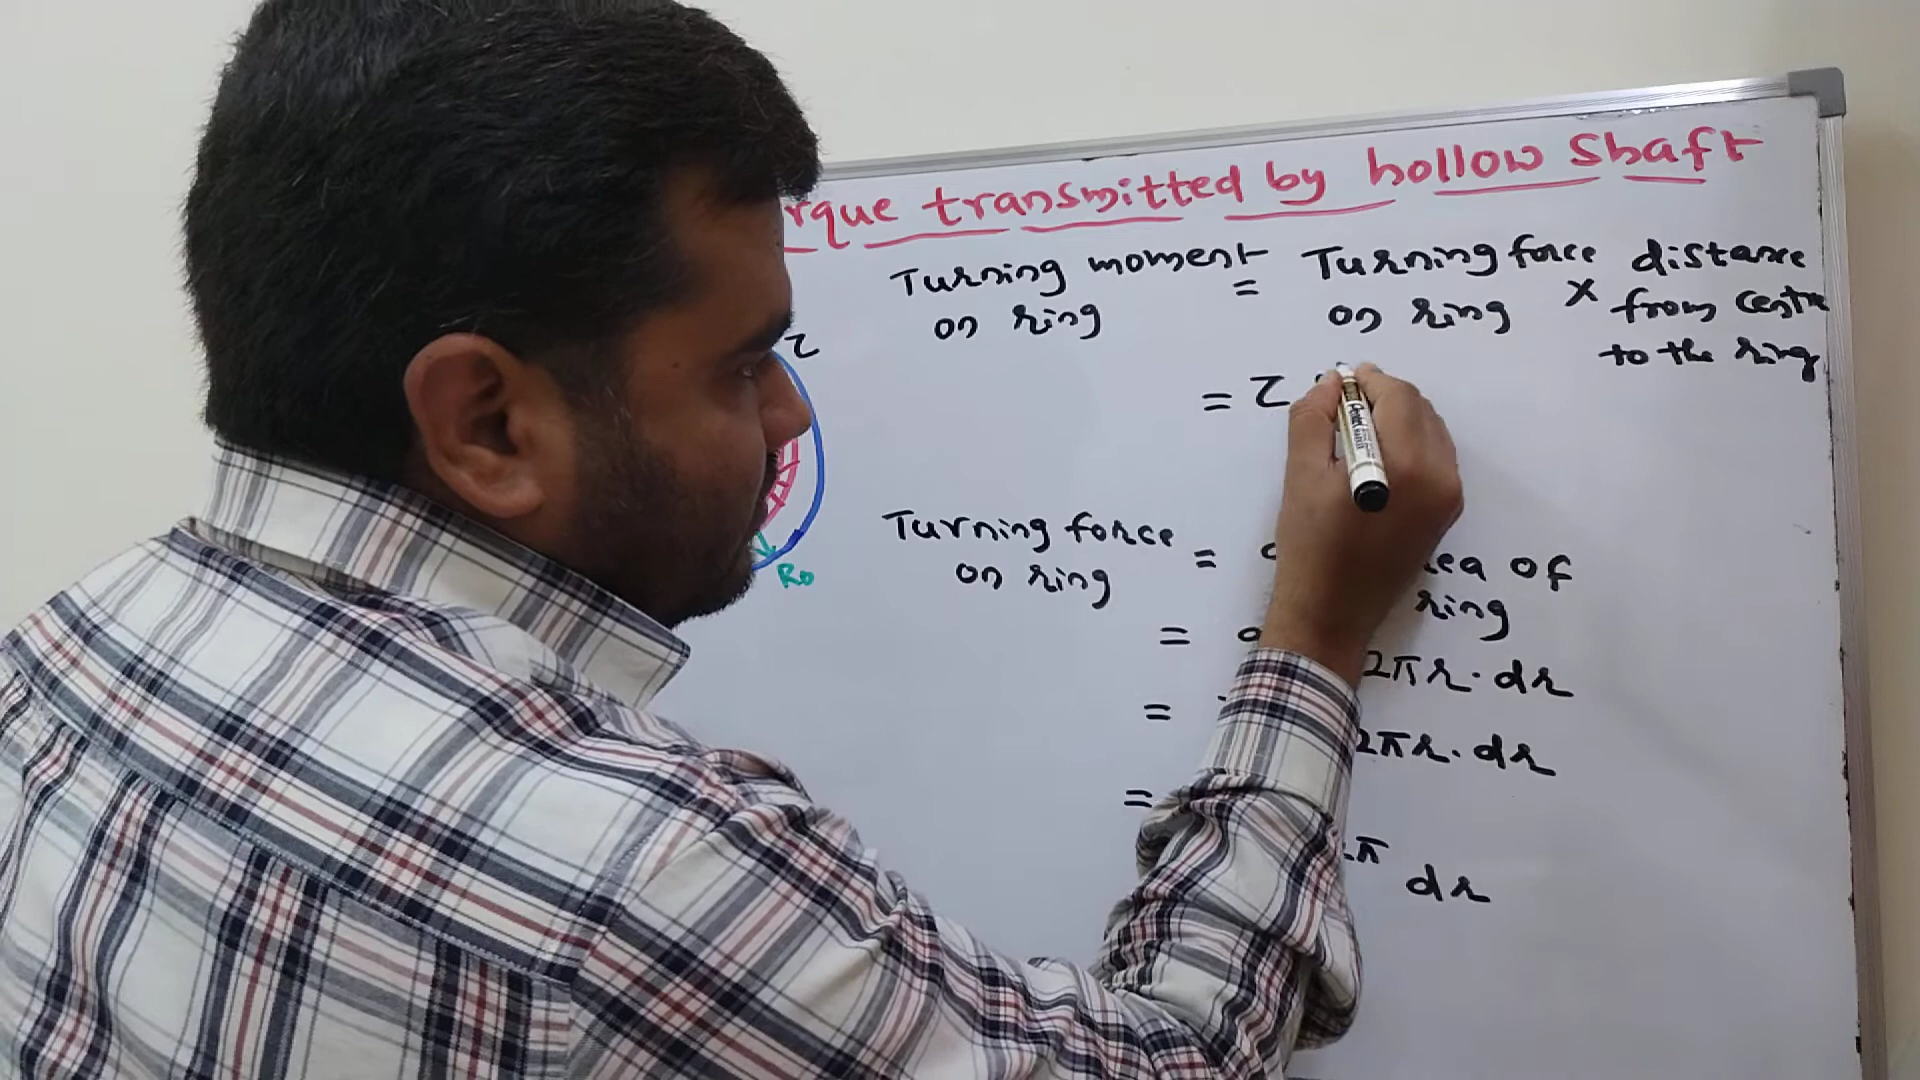 rque transmitted by hollow shaft
Turning moment = Turning force × distance
on ring on ring from centre
to the ring
τ
= τ
Ro
Turning force = ea of
on ring ring
= 2πr·dr
= 2πr·dr
=
π dr